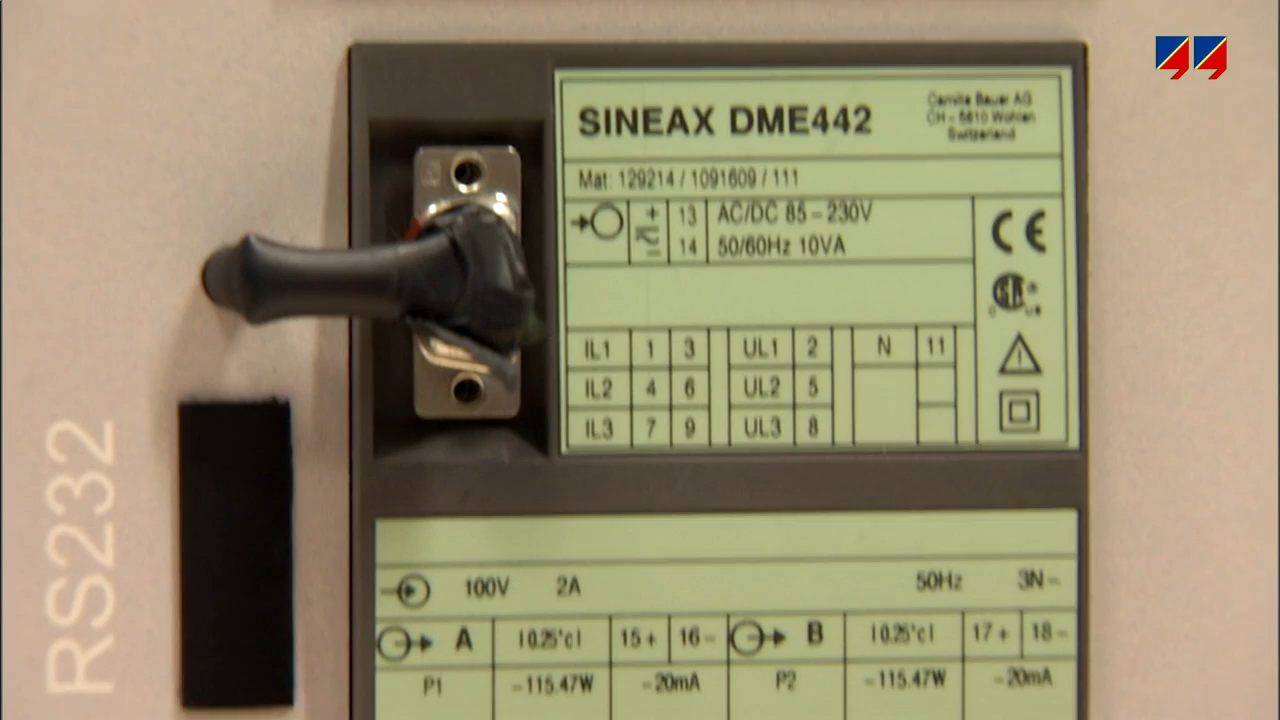 SINEAX DME442
Camille Bauer AG
CH - 5610 Wohlen
Switzerland
Mat: 129214 / 1091609 / 111
+ 13 AC/DC 85 – 230V
– 14 50/60Hz 10VA
CE
IL1 1 3 UL1 2 N 11
IL2 4 6 UL2 5
IL3 7 9 UL3 8
RS232
100V 2A 50Hz 3N~
A 15 + 16 – B 17 + 18 –
P1 -115.47W -20mA P2 -115.47W -20mA